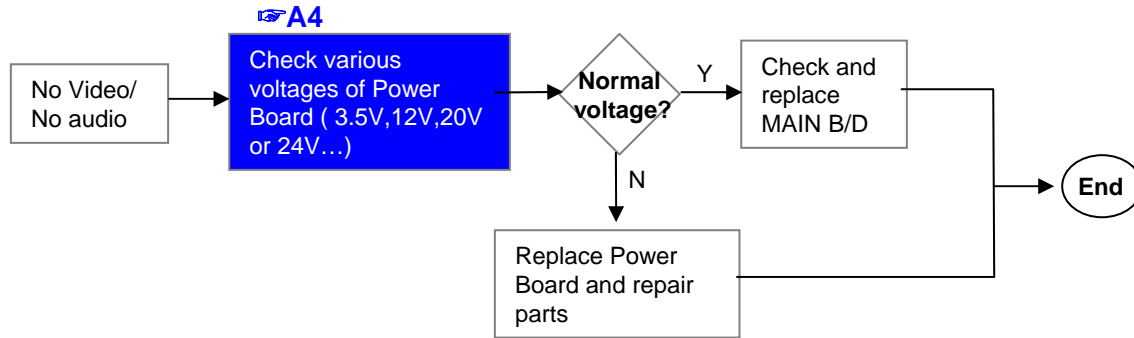 ☞A4
No Video/
No audio
Check various
voltages of Power
Board ( 3.5V,12V,20V
or 24V…)
Normal
voltage?
Y
Check and
replace
MAIN B/D
N
Replace Power
Board and repair
parts
End